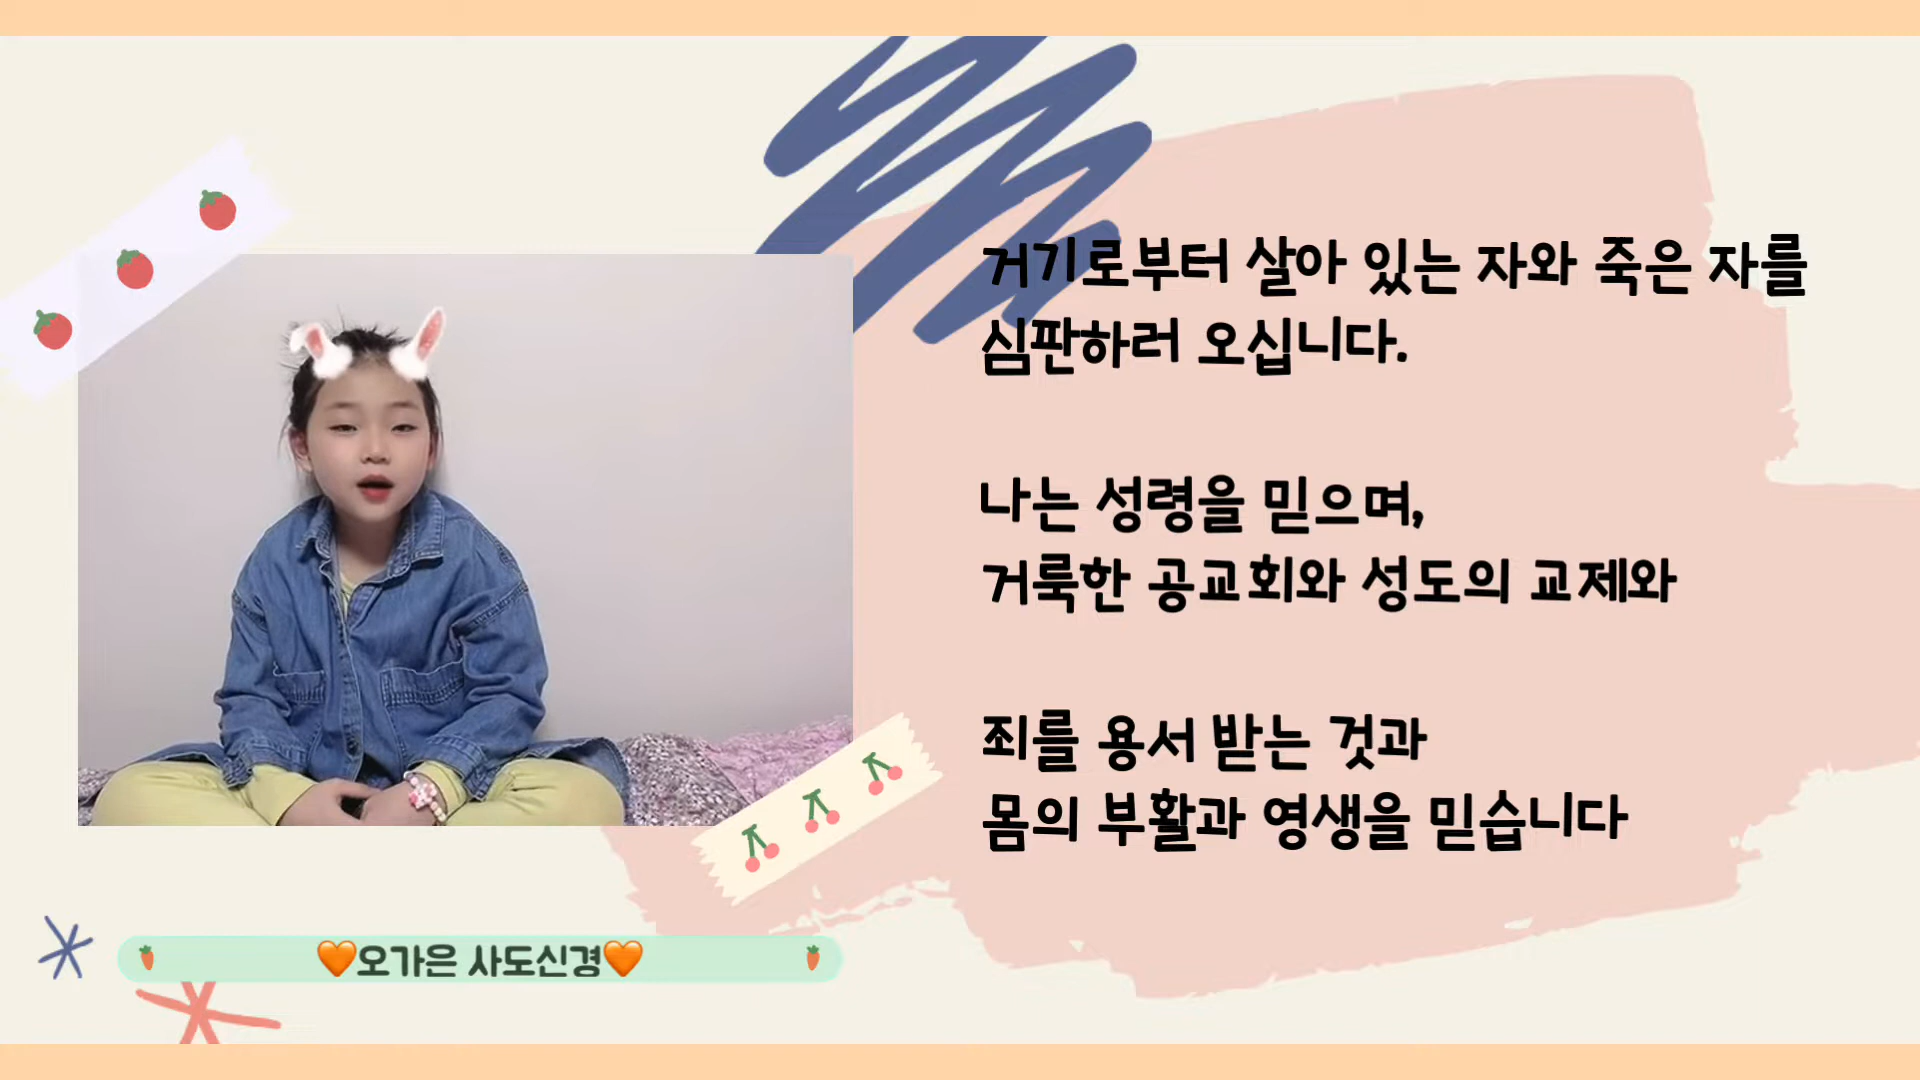 거기로부터 살아 있는 자와 죽은 자를
심판하러 오십니다.
나는 성령을 믿으며,
거룩한 공교회와 성도의 교제와
죄를 용서 받는 것과
몸의 부활과 영생을 믿습니다
🧡오가은 사도신경🧡